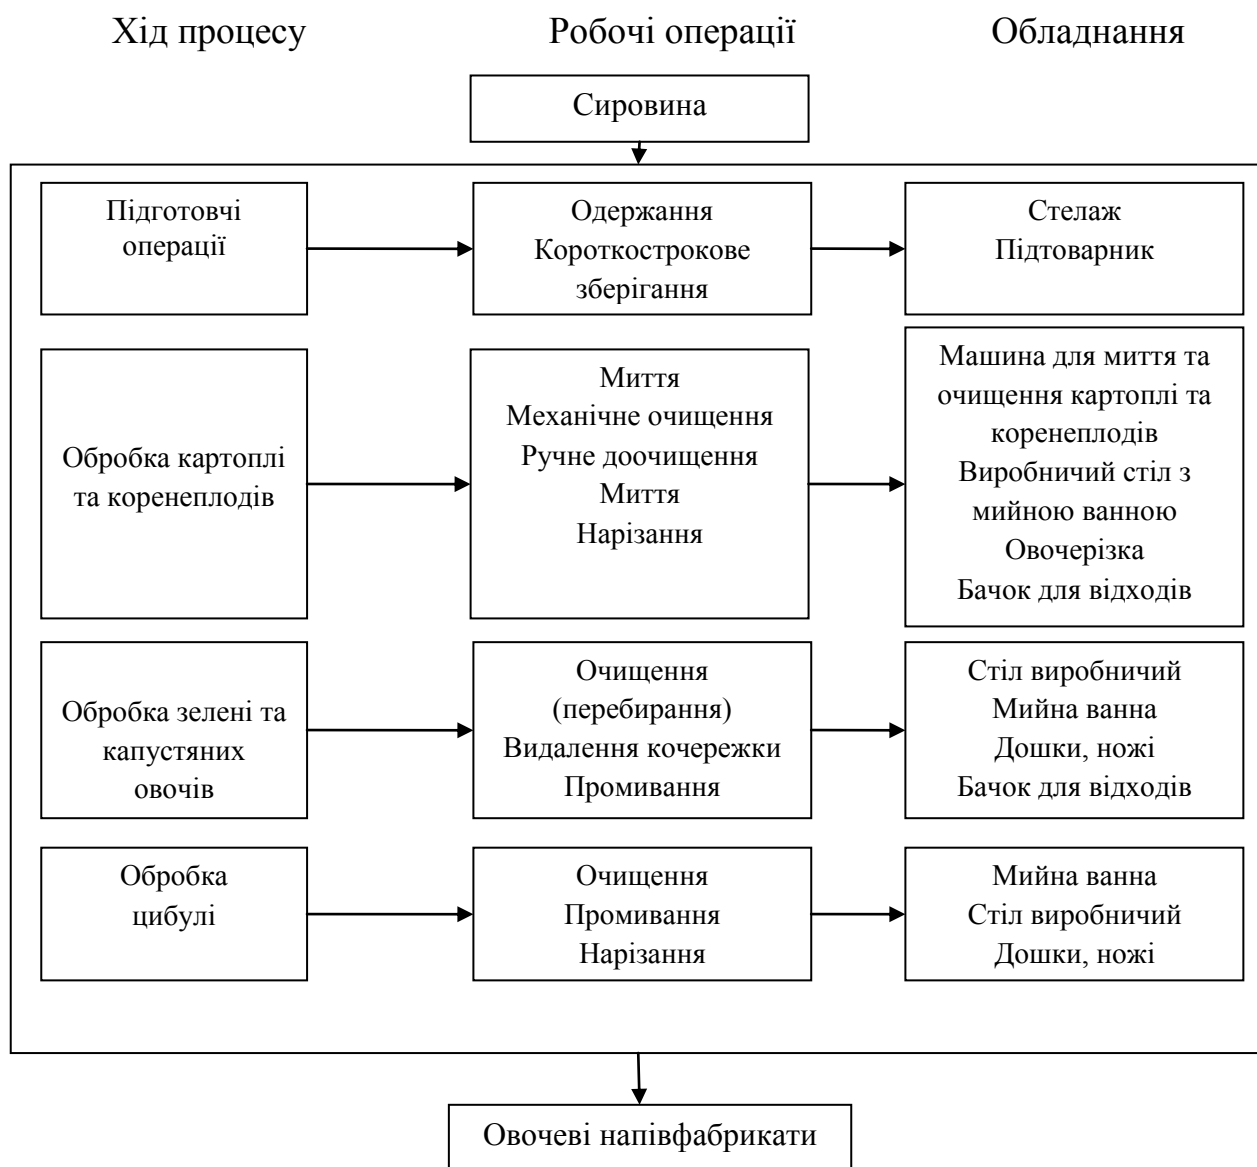 Хід процесу
Робочі операції
Обладнання
Сировина
Підготовчі
операції
Одержання
Короткострокове
зберігання
Стелаж
Підтоварник
Обробка картоплі
та коренеплодів
Миття
Механічне очищення
Ручне доочищення
Миття
Нарізання
Машина для миття та
очищення картоплі та
коренеплодів
Виробничий стіл з
мийною ванною
Овочерізка
Бачок для відходів
Обробка зелені та
капустяних
овочів
Очищення
(перебирання)
Видалення кочережки
Промивання
Стіл виробничий
Мийна ванна
Дошки, ножі
Бачок для відходів
Обробка
цибулі
Очищення
Промивання
Нарізання
Мийна ванна
Стіл виробничий
Дошки, ножі
Овочеві напівфабрикати